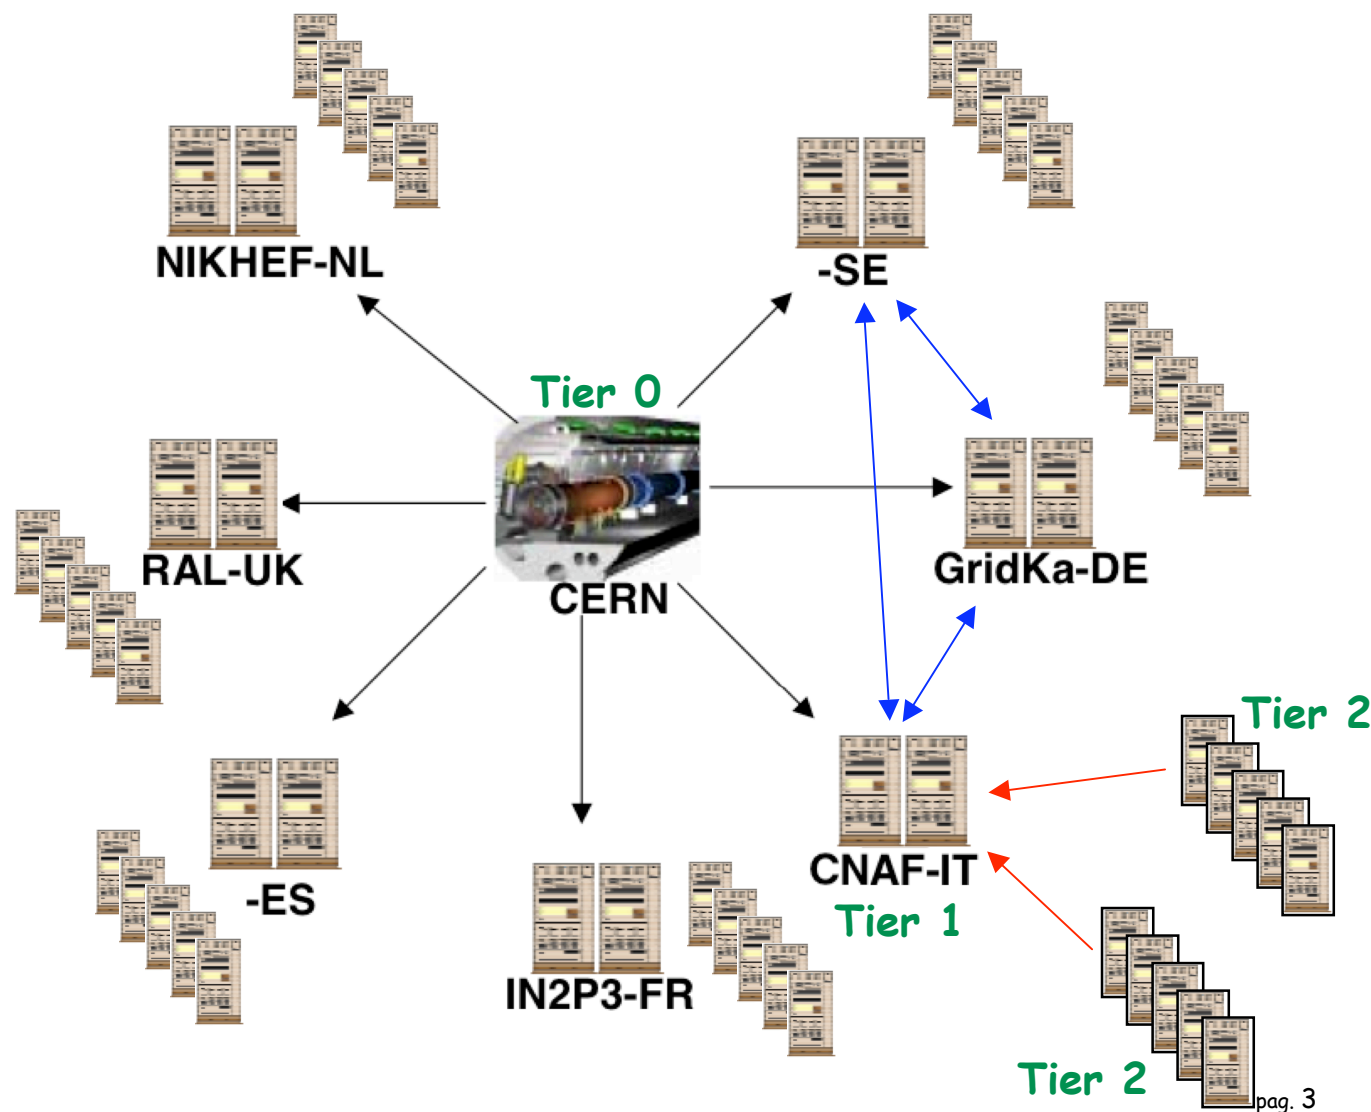 NIKHEF-NL
-SE
Tier 0
CERN
RAL-UK
GridKa-DE
Tier 2
CNAF-IT
Tier 1
-ES
IN2P3-FR
Tier 2
pag. 3